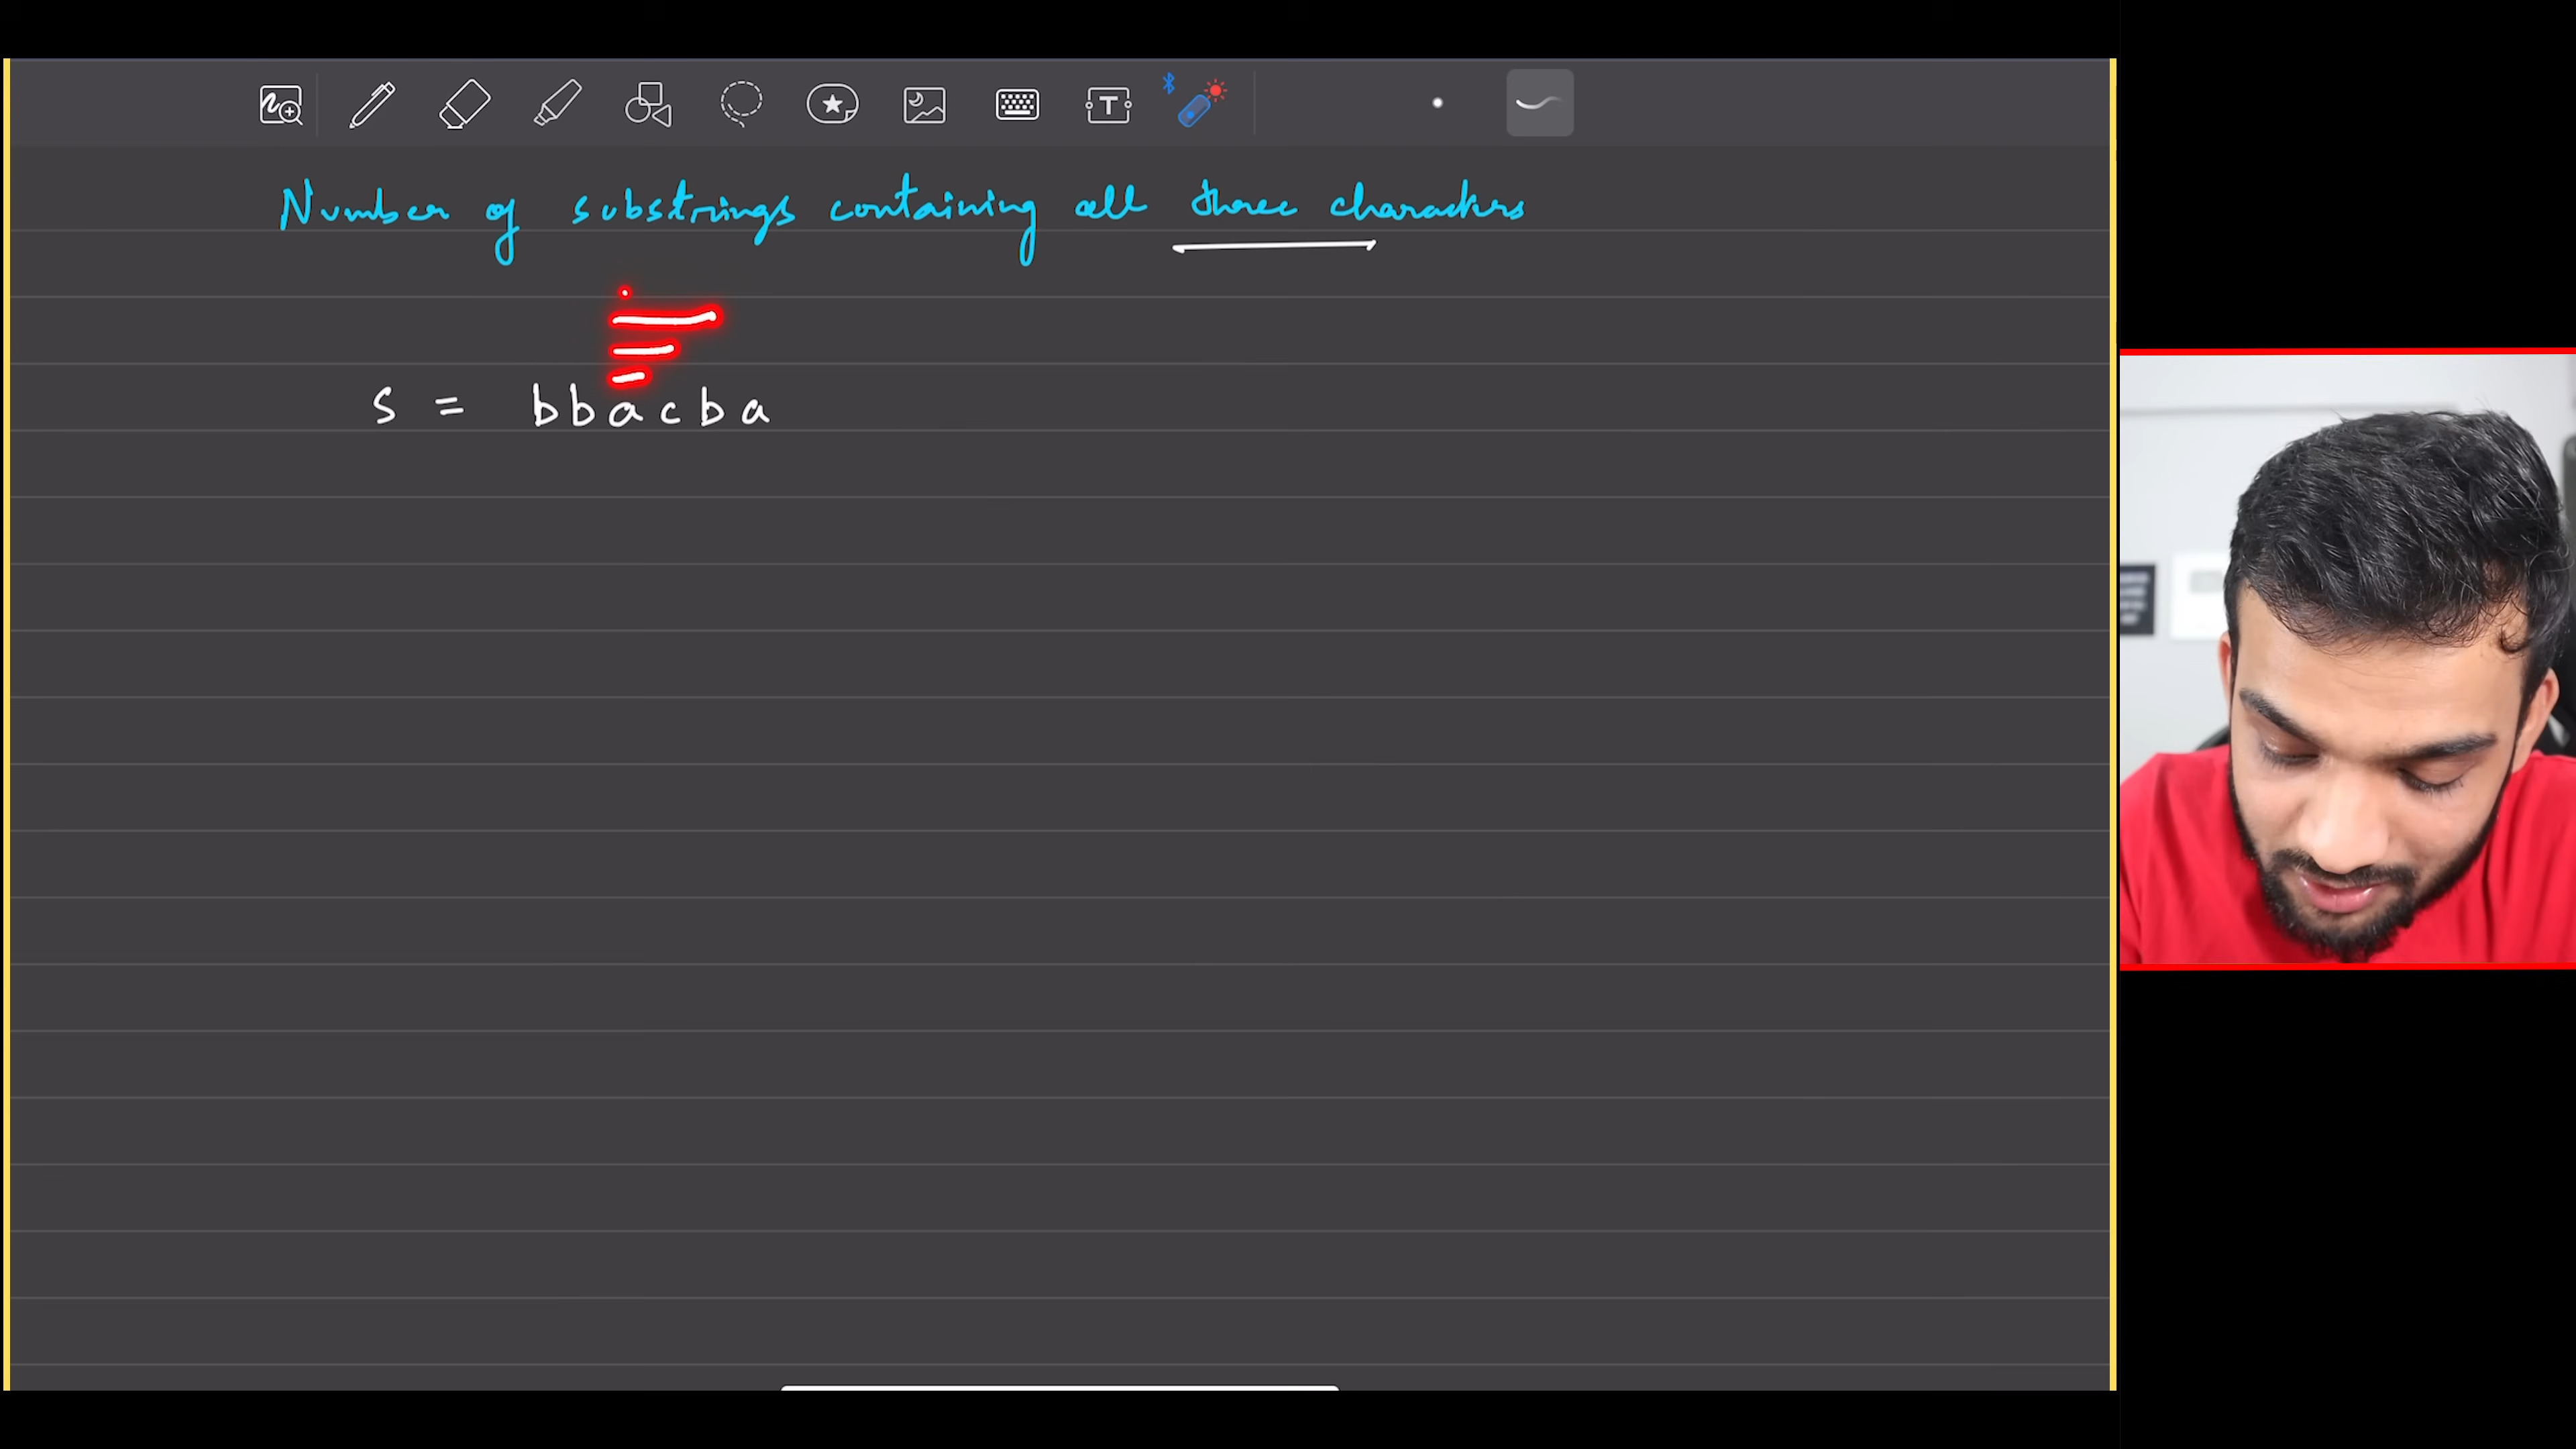 Number of substrings containing all three characters
s = bbacba